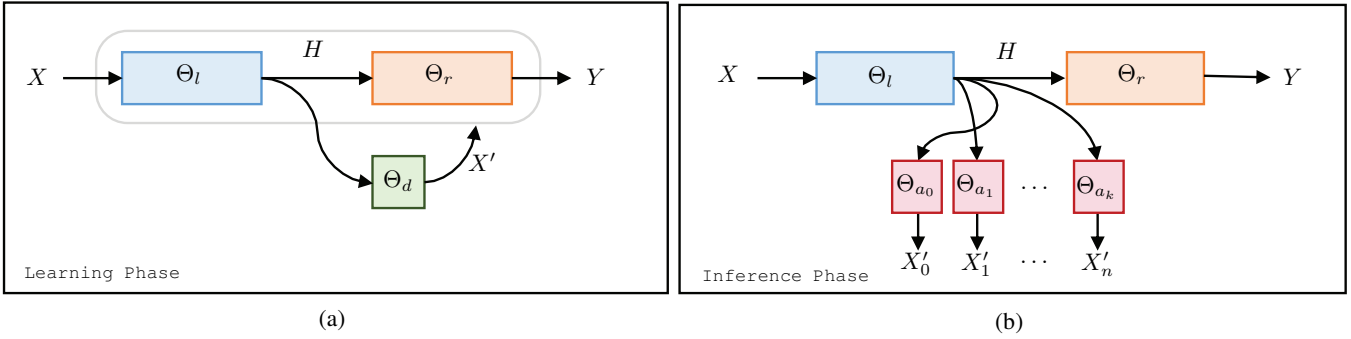 X Θ_l H Θ_r Y
Θ_d X′
Learning Phase
(a)
X Θ_l H Θ_r Y
Θ_{a_0} Θ_{a_1} ··· Θ_{a_k}
X′_0 X′_1 ··· X′_n
Inference Phase
(b)